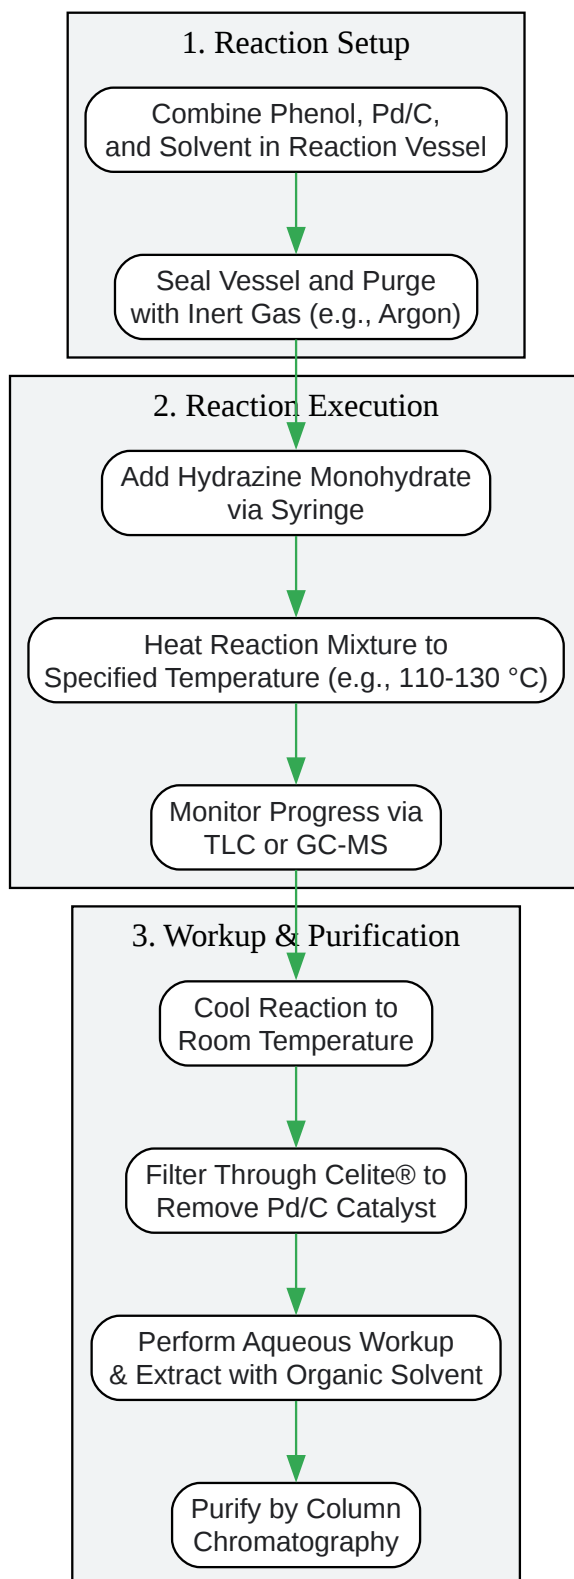 1. Reaction Setup
Combine Phenol, Pd/C,
and Solvent in Reaction Vessel
Seal Vessel and Purge
with Inert Gas (e.g., Argon)
2. Reaction Execution
Add Hydrazine Monohydrate
via Syringe
Heat Reaction Mixture to
Specified Temperature (e.g., 110-130 °C)
Monitor Progress via
TLC or GC-MS
3. Workup & Purification
Cool Reaction to
Room Temperature
Filter Through Celite® to
Remove Pd/C Catalyst
Perform Aqueous Workup
& Extract with Organic Solvent
Purify by Column
Chromatography